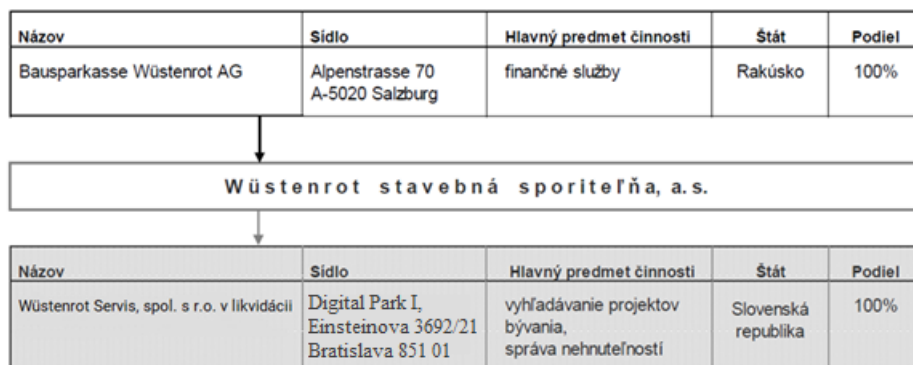 Názov Sídlo Hlavný predmet činnosti Štát Podiel
Bausparkasse Wüstenrot AG Alpenstrasse 70 finančné služby Rakúsko 100%
A-5020 Salzburg
Wüstenrot stavebná sporiteľňa, a.s.
Názov Sídlo Hlavný predmet činnosti Štát Podiel
Wüstenrot Servis, spol. s r.o. v likvidácii Digital Park I, vyhľadávanie projektov Slovenská 100%
Einsteinova 3692/21 bývania, republika
Bratislava 851 01 správa nehnuteľností